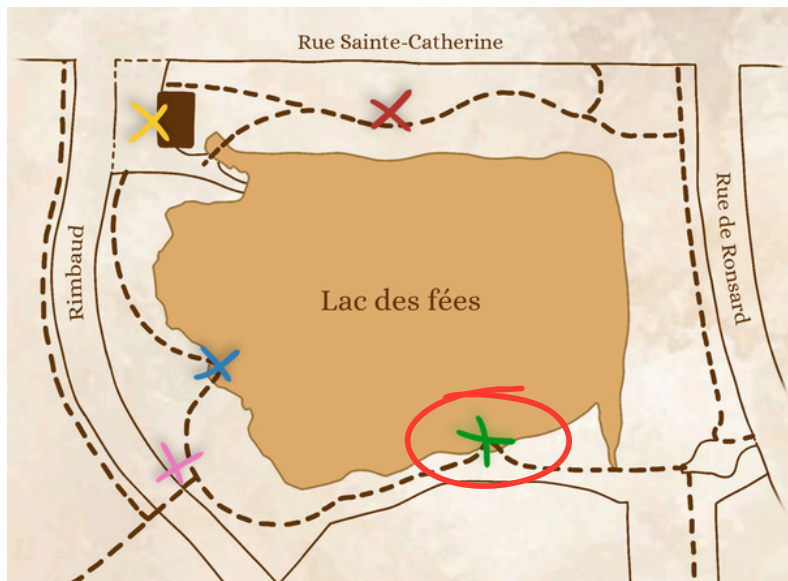 Rue Sainte-Catherine
Rimbaud
Rue de Ronsard
Lac des fées